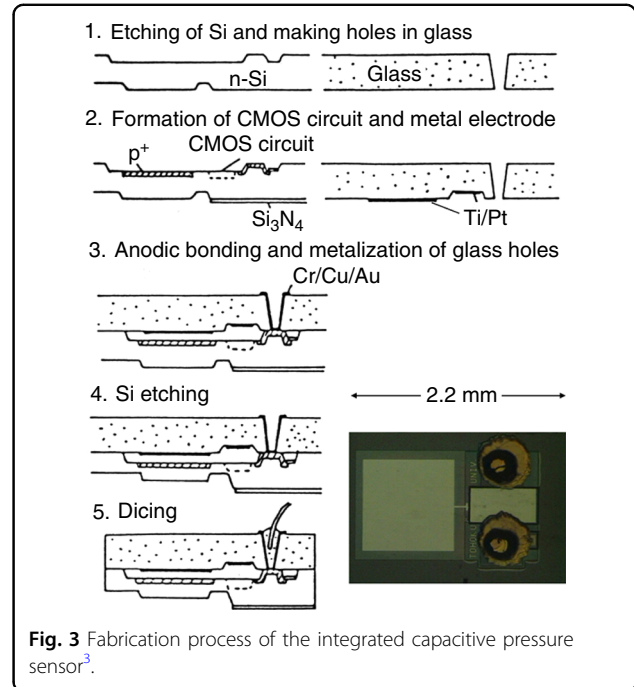 1. Etching of Si and making holes in glass
n-Si
Glass
2. Formation of CMOS circuit and metal electrode
p+
CMOS circuit
Si3N4
Ti/Pt
3. Anodic bonding and metalization of glass holes
Cr/Cu/Au
4. Si etching
2.2 mm
5. Dicing
UNIV
TOHOKU
Fig. 3 Fabrication process of the integrated capacitive pressure
sensor3.